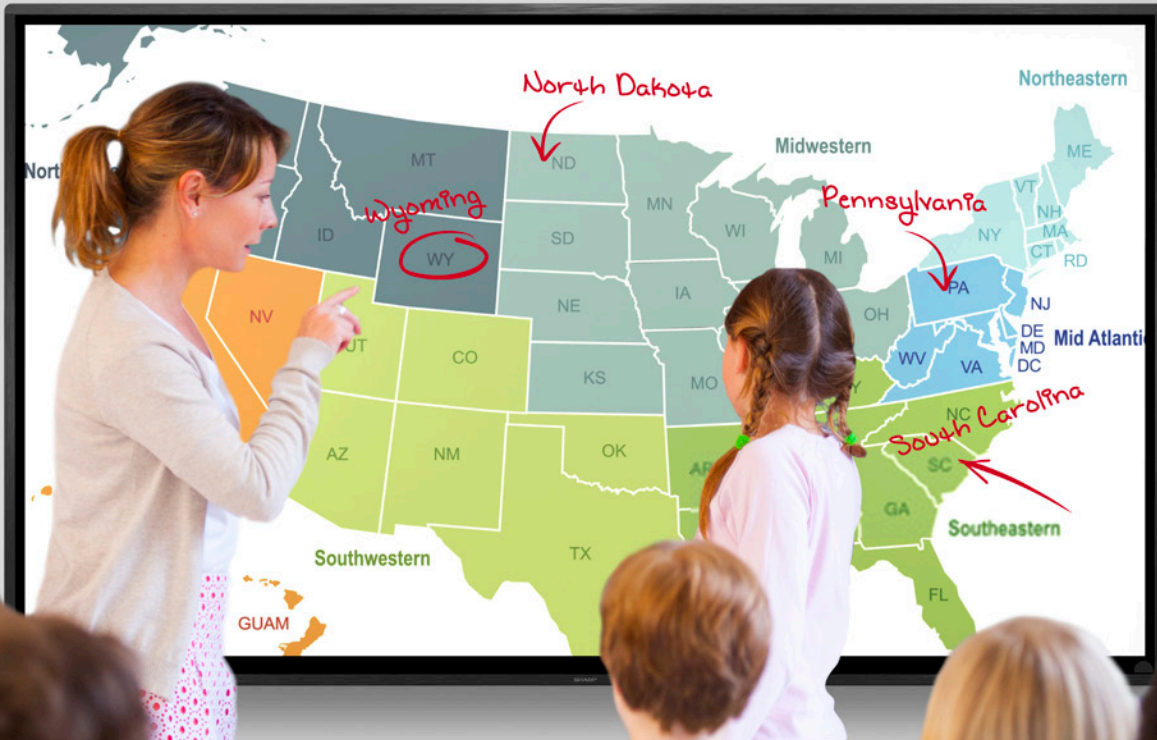 North Dakota
Northeastern
Midwestern
ME
MT
ND
Wyoming
Pennsylvania
VT
MN
NH
WI
NY
MA
ID
SD
CT
WY
MI
RD
PA
NE
IA
NJ
NV
OH
DE
UT
Mid Atlantic
MD
CO
WV
VA
DC
KS
MO
NC
South Carolina
AZ
NM
OK
AR
SC
GA
Southeastern
Southwestern
TX
FL
GUAM
SHARP